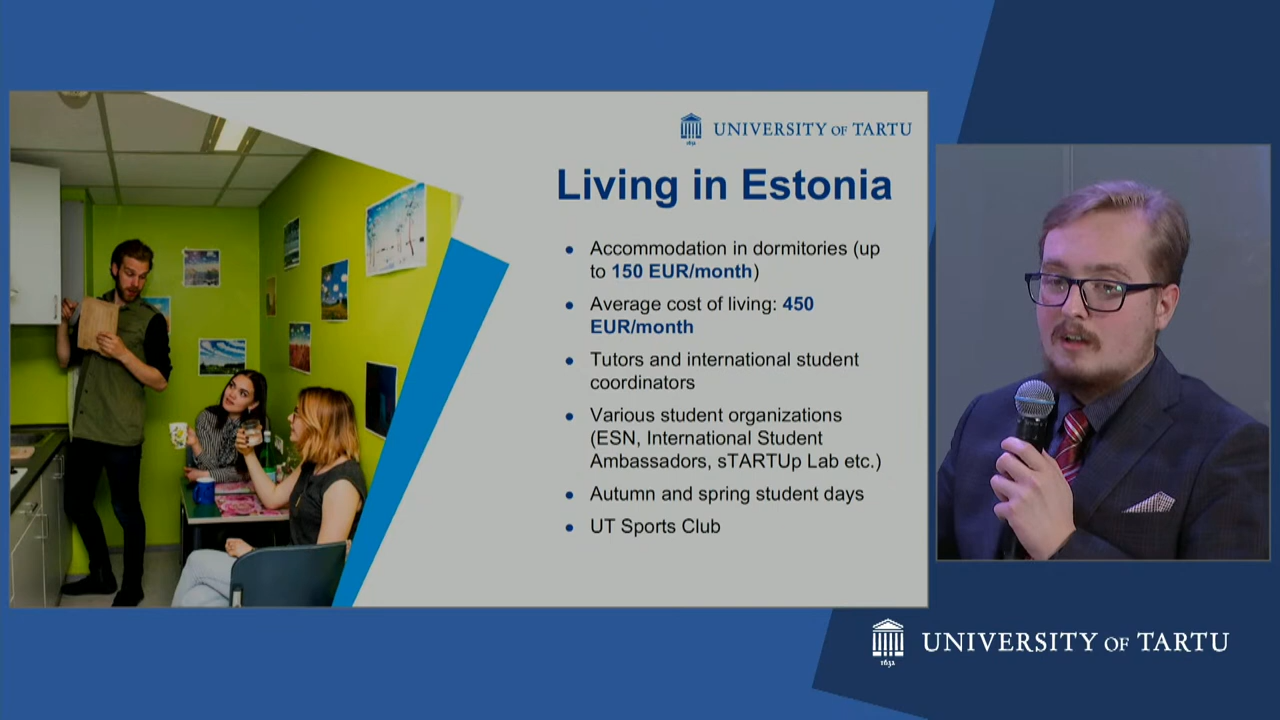 UNIVERSITY OF TARTU
1632
Living in Estonia
• Accommodation in dormitories (up
to 150 EUR/month)
• Average cost of living: 450
EUR/month
• Tutors and international student
coordinators
• Various student organizations
(ESN, International Student
Ambassadors, sTARTUp Lab etc.)
• Autumn and spring student days
• UT Sports Club
UNIVERSITY OF TARTU
1632